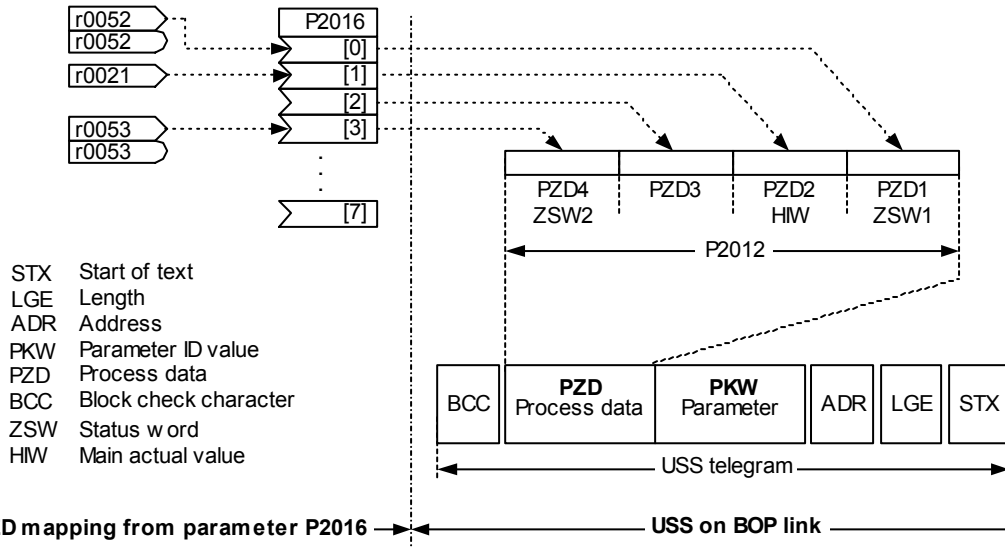 r0052
r0052
r0021
r0053
r0053
P2016
[0]
[1]
[2]
[3]
[7]
PZD4 PZD3 PZD2 PZD1
ZSW2 HIW ZSW1
P2012
STX Start of text
LGE Length
ADR Address
PKW Parameter ID value
PZD Process data
BCC Block check character
ZSW Status word
HIW Main actual value
BCC PZD Process data PKW Parameter ADR LGE STX
USS telegram
D mapping from parameter P2016 USS on BOP link